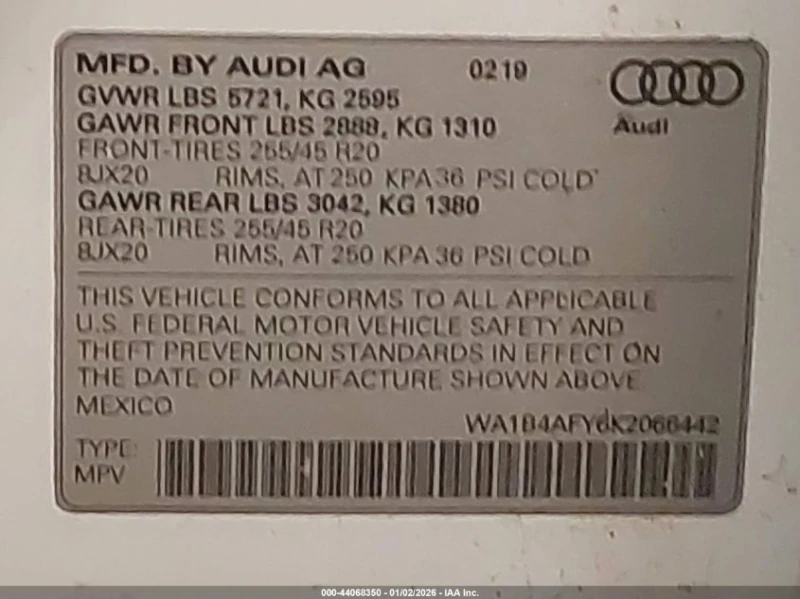 MFD. BY AUDI AG 0219
GVWR LBS 5721, KG 2595
GAWR FRONT LBS 2888, KG 1310
FRONT-TIRES 255/45 R20
8JX20 RIMS, AT 250 KPA 36 PSI COLD
GAWR REAR LBS 3042, KG 1380
REAR-TIRES 255/45 R20
8JX20 RIMS, AT 250 KPA 36 PSI COLD
Audi
THIS VEHICLE CONFORMS TO ALL APPLICABLE
U.S. FEDERAL MOTOR VEHICLE SAFETY AND
THEFT PREVENTION STANDARDS IN EFFECT ON
THE DATE OF MANUFACTURE SHOWN ABOVE
MEXICO
WA1B4AFY6K2066442
TYPE:
MPV
000-44068350 - 01/02/2026 - IAA Inc.